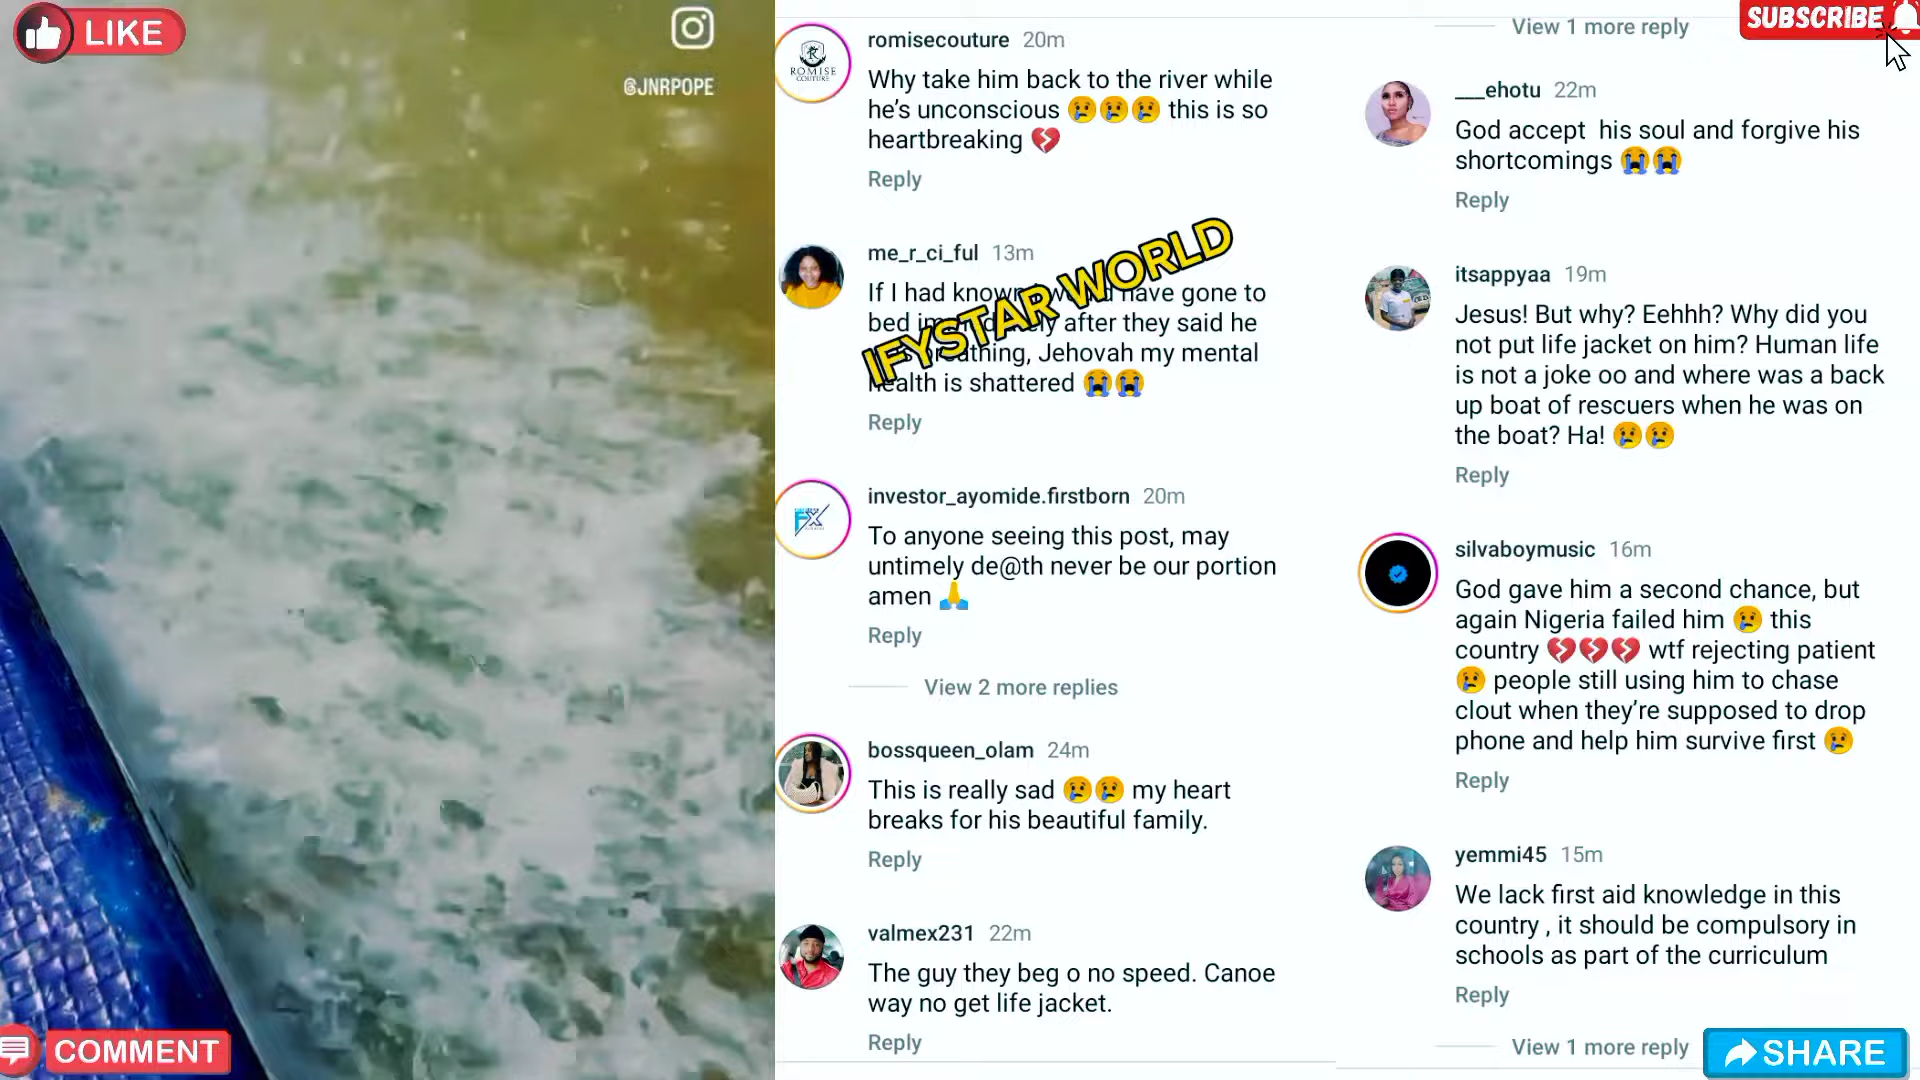 LIKE
@JNRPOPE
COMMENT
ROMISE
COUTURE
romisecouture 20m
Why take him back to the river while
he's unconscious 😢😢😢 this is so
heartbreaking 💔
Reply
me_r_ci_ful 13m
If I had known have gone to
bed after they said he
breathing, Jehovah my mental
health is shattered 😭😭
Reply
IFYSTAR WORLD
FX
investor_ayomide.firstborn 20m
To anyone seeing this post, may
untimely de@th never be our portion
amen 🙏
Reply
View 2 more replies
bossqueen_olam 24m
This is really sad 😢😢 my heart
breaks for his beautiful family.
Reply
valmex231 22m
The guy they beg o no speed. Canoe
way no get life jacket.
Reply
SUBSCRIBE
View 1 more reply
___ehotu 22m
God accept his soul and forgive his
shortcomings 😭😭
Reply
itsappyaa 19m
Jesus! But why? Eehhh? Why did you
not put life jacket on him? Human life
is not a joke oo and where was a back
up boat of rescuers when he was on
the boat? Ha! 😢😢
Reply
silvaboymusic 16m
God gave him a second chance, but
again Nigeria failed him 😢 this
country 💔💔💔 wtf rejecting patient
😢 people still using him to chase
clout when they're supposed to drop
phone and help him survive first 😢
Reply
yemmi45 15m
We lack first aid knowledge in this
country , it should be compulsory in
schools as part of the curriculum
Reply
View 1 more reply
SHARE